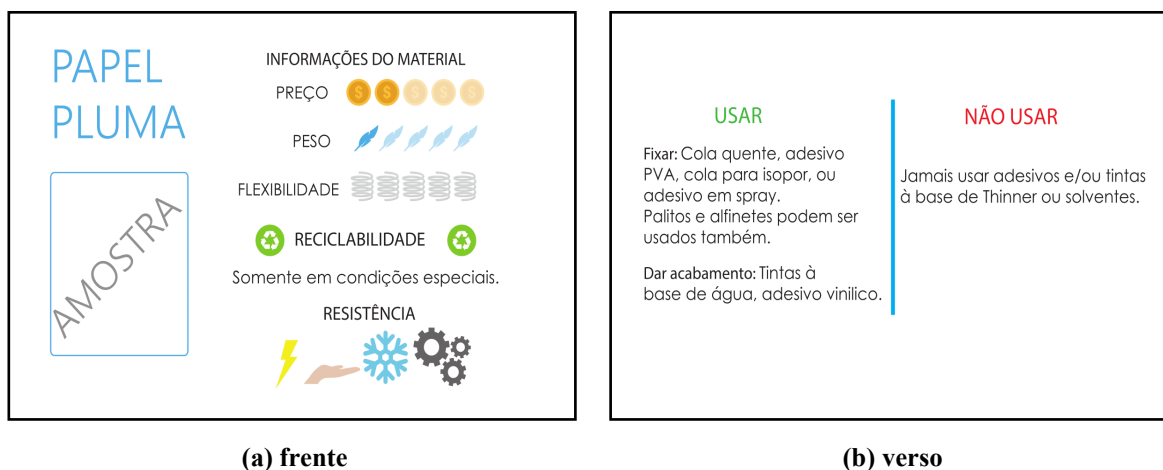 PAPEL
PLUMA
AMOSTRA
INFORMAÇÕES DO MATERIAL
PREÇO
PESO
FLEXIBILIDADE
RECICLABILIDADE
Somente em condições especiais.
RESISTÊNCIA
(a) frente
USAR
Fixar: Cola quente, adesivo
PVA, cola para isopor, ou
adesivo em spray.
Palitos e alfinetes podem ser
usados também.
Dar acabamento: Tintas à
base de água, adesivo vinilico.
NÃO USAR
Jamais usar adesivos e/ou tintas
à base de Thinner ou solventes.
(b) verso